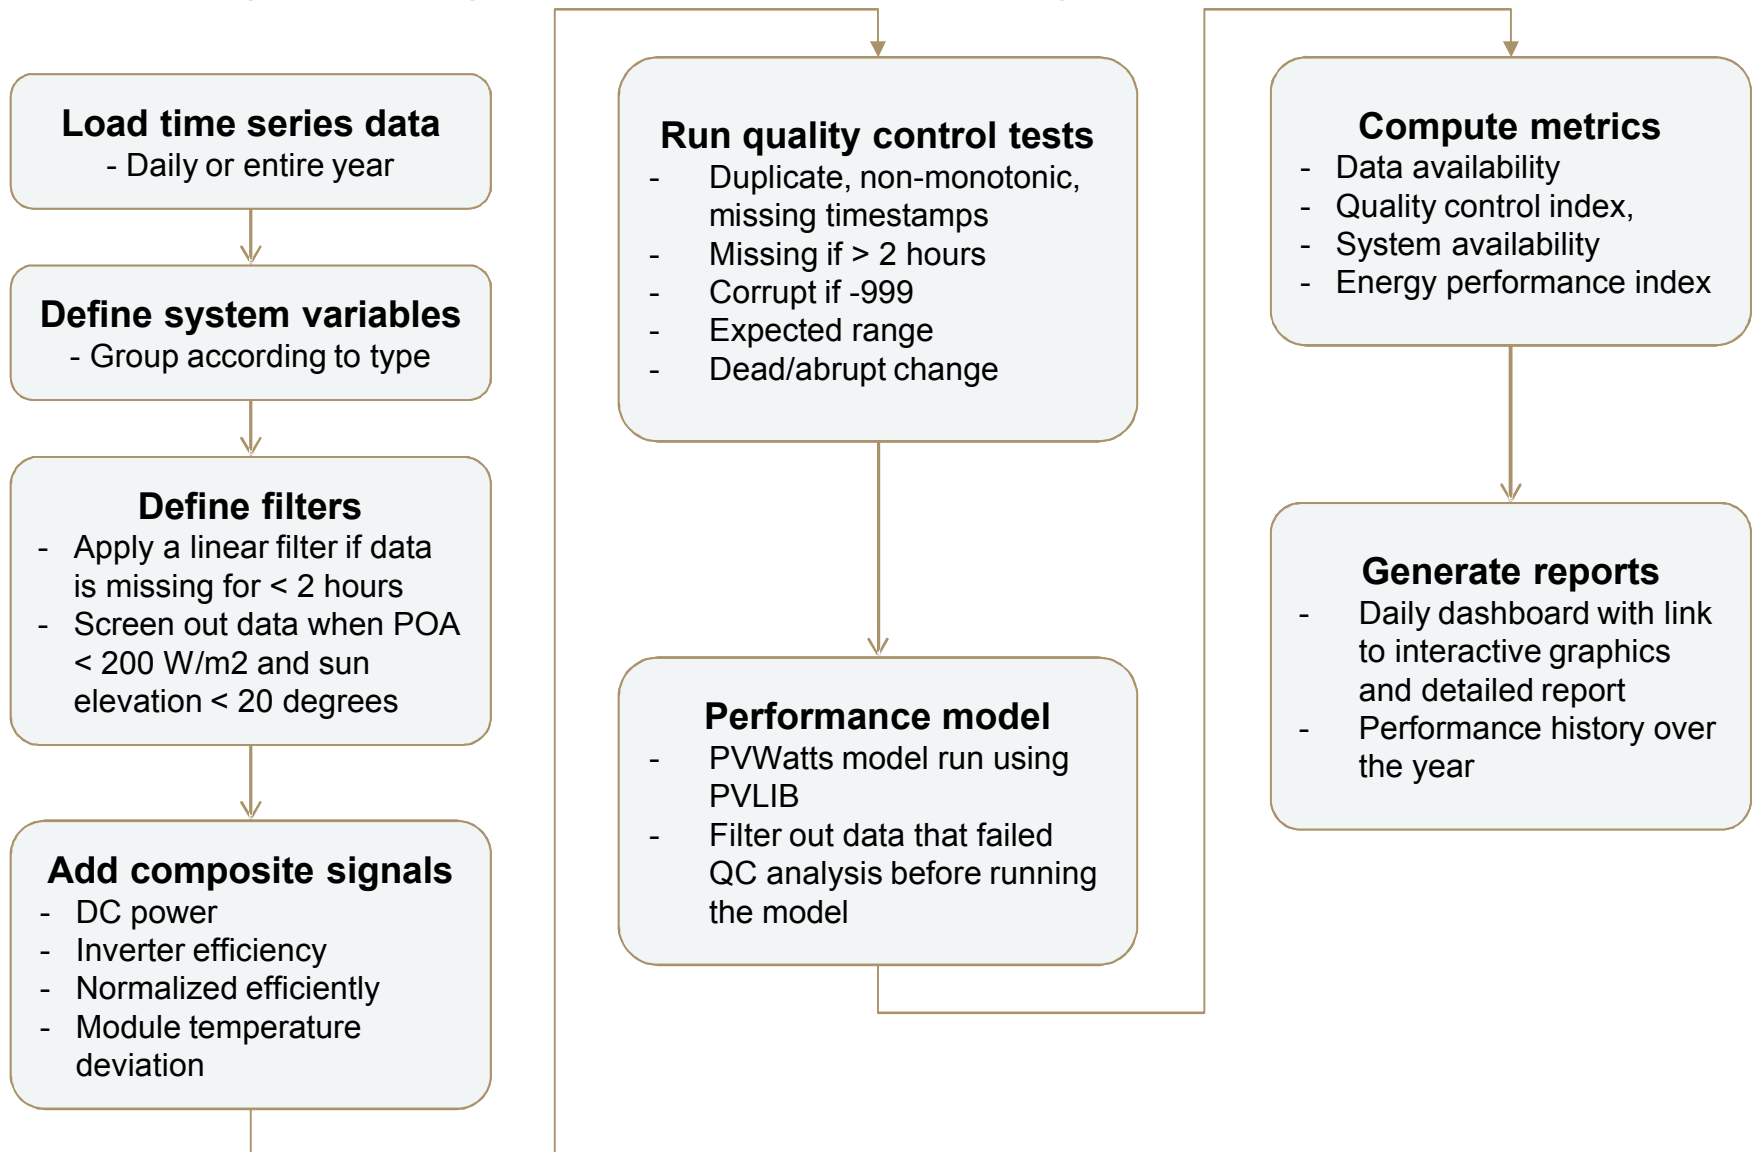 Load time series data
- Daily or entire year
Define system variables
- Group according to type
Define filters
- Apply a linear filter if data
is missing for < 2 hours
- Screen out data when POA
< 200 W/m2 and sun
elevation < 20 degrees
Add composite signals
- DC power
- Inverter efficiency
- Normalized efficiently
- Module temperature
deviation
Run quality control tests
- Duplicate, non-monotonic,
missing timestamps
- Missing if > 2 hours
- Corrupt if -999
- Expected range
- Dead/abrupt change
Performance model
- PVWatts model run using
PVLIB
- Filter out data that failed
QC analysis before running
the model
Compute metrics
- Data availability
- Quality control index,
- System availability
- Energy performance index
Generate reports
- Daily dashboard with link
to interactive graphics
and detailed report
- Performance history over
the year